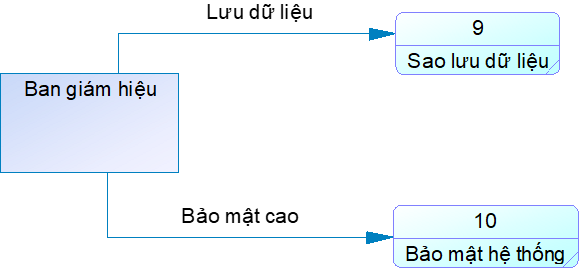 Lưu dữ liệu
9
Sao lưu dữ liệu
Ban giám hiệu
Bảo mật cao
10
Bảo mật hệ thống